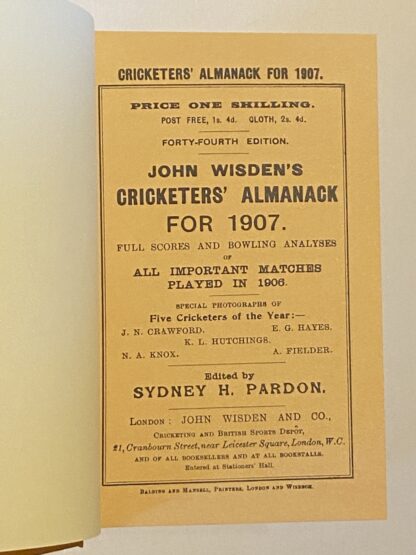 CRICKETERS' ALMANACK FOR 1907.
PRICE ONE SHILLING.
POST FREE, 1s. 4d. CLOTH, 2s. 4d.
FORTY-FOURTH EDITION.
JOHN WISDEN'S
CRICKETERS' ALMANACK
FOR 1907.
FULL SCORES AND BOWLING ANALYSES
OF
ALL IMPORTANT MATCHES
PLAYED IN 1906.
SPECIAL PHOTOGRAPHS OF
Five Cricketers of the Year:—
J. N. CRAWFORD. E. G. HAYES.
K. L. HUTCHINGS.
N. A. KNOX. A. FIELDER.
Edited by
SYDNEY H. PARDON.
LONDON: JOHN WISDEN AND CO.,
CRICKETING AND BRITISH SPORTS DEPÔT,
21, Cranbourn Street, near Leicester Square, London, W.C.
AND OF ALL BOOKSELLERS AND AT ALL BOOKSTALLS.
Entered at Stationers' Hall.
BALDING AND MANSELL, PRINTERS, LONDON AND WISBECH.